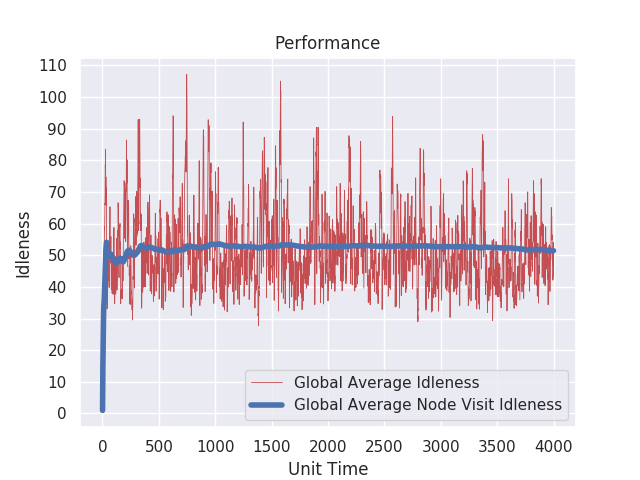 Performance
110
100
90
80
70
60
50
40
30
20
10
0
Idleness
Global Average Idleness
Global Average Node Visit Idleness
0 500 1000 1500 2000 2500 3000 3500 4000
Unit Time